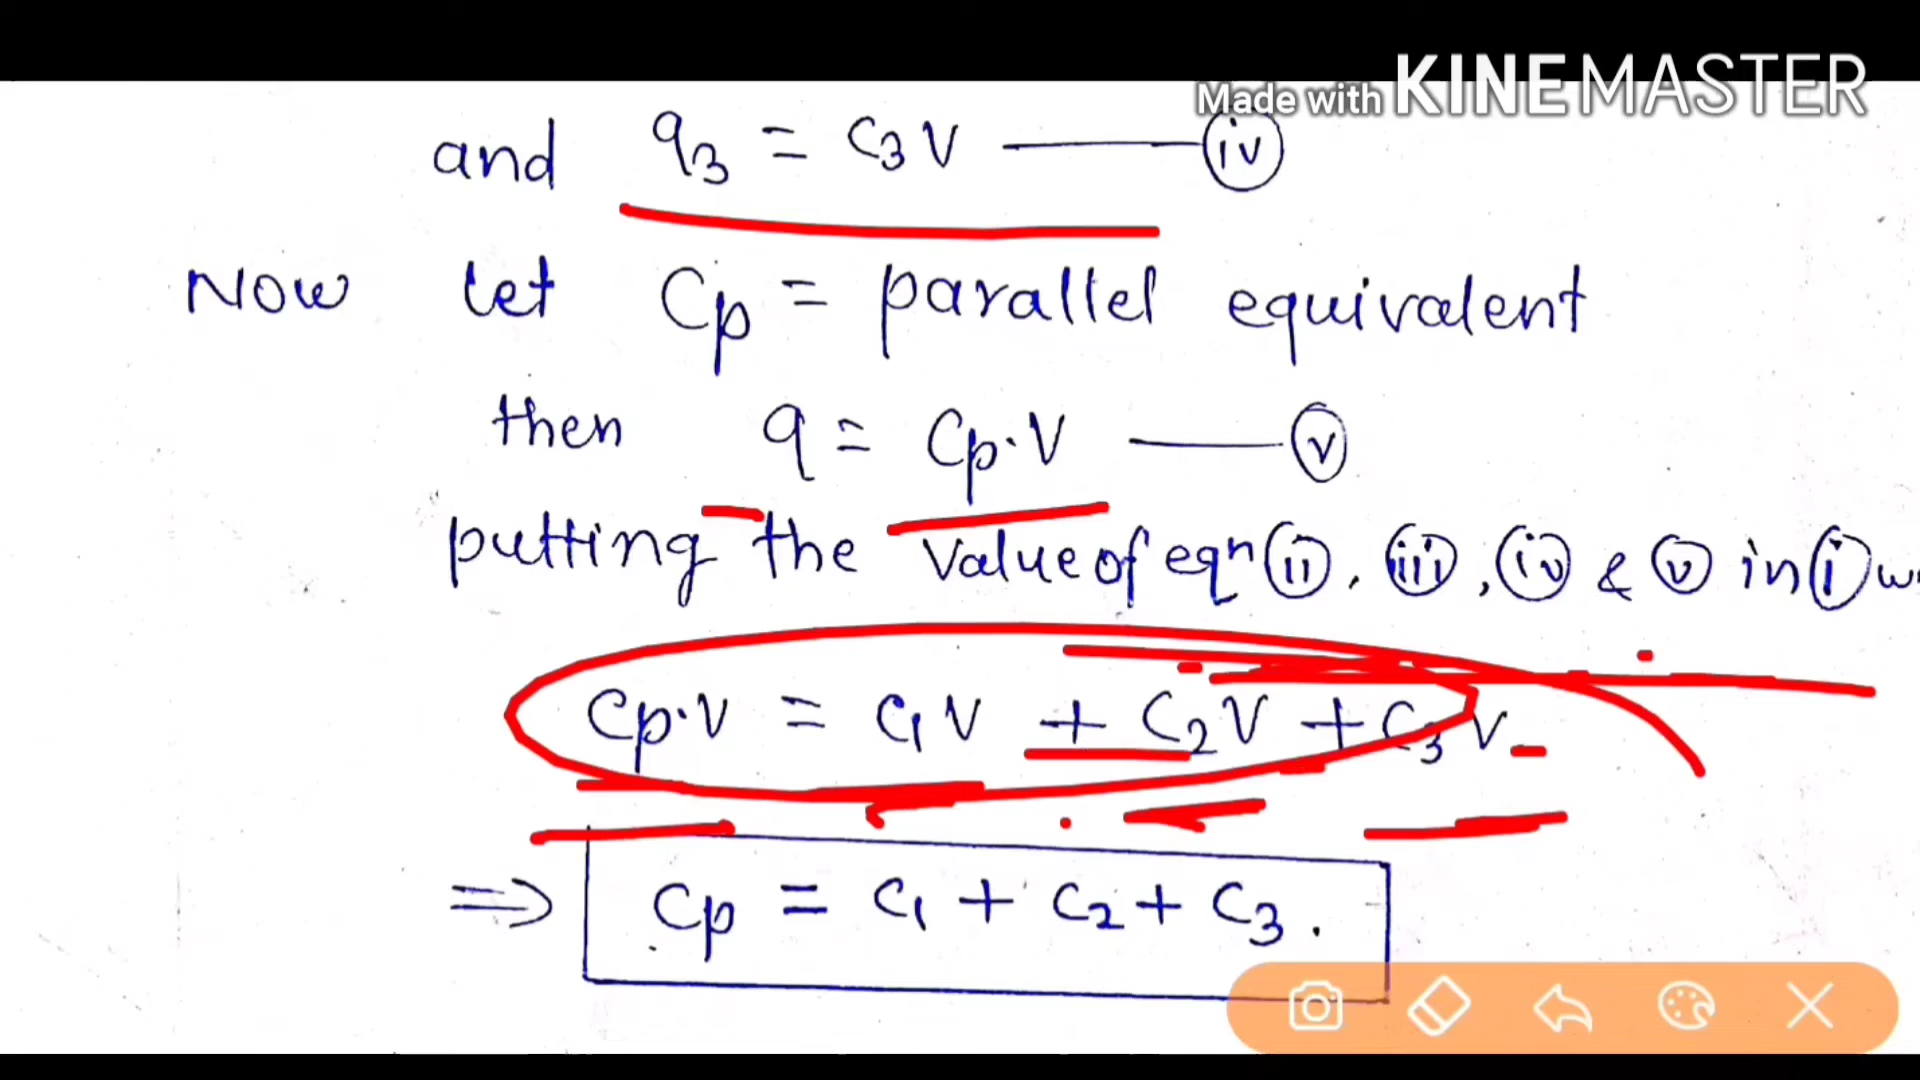 Made with KINEMASTER
and q3 = C3V —— (iv)
Now let Cp = parallel equivalent
then q = Cp.V —— (v)
putting the value of eqn (ii), (iii), (iv) & (v) in (i) w
Cp.V = C1V + C2V + C3V
⇒ Cp = C1 + C2 + C3.